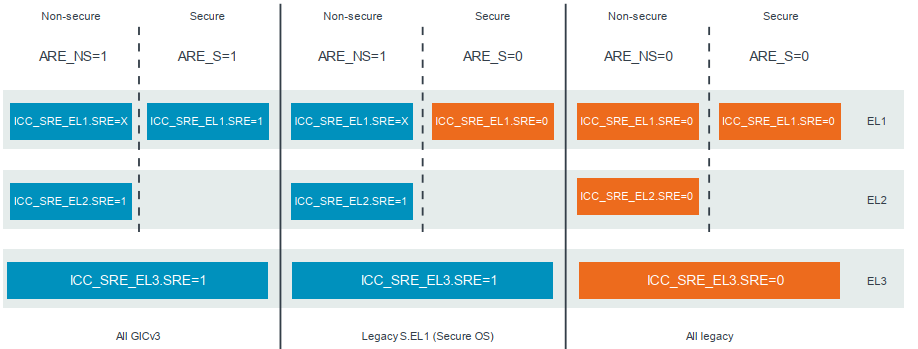 Non-secure Secure Non-secure Secure Non-secure Secure
ARE_NS=1 ARE_S=1 ARE_NS=1 ARE_S=0 ARE_NS=0 ARE_S=0
ICC_SRE_EL1.SRE=X ICC_SRE_EL1.SRE=1 ICC_SRE_EL1.SRE=X ICC_SRE_EL1.SRE=0 ICC_SRE_EL1.SRE=0 ICC_SRE_EL1.SRE=0 EL1
ICC_SRE_EL2.SRE=1 ICC_SRE_EL2.SRE=1 ICC_SRE_EL2.SRE=0 EL2
ICC_SRE_EL3.SRE=1 ICC_SRE_EL3.SRE=1 ICC_SRE_EL3.SRE=0 EL3
All GICv3 Legacy S.EL1 (Secure OS) All legacy